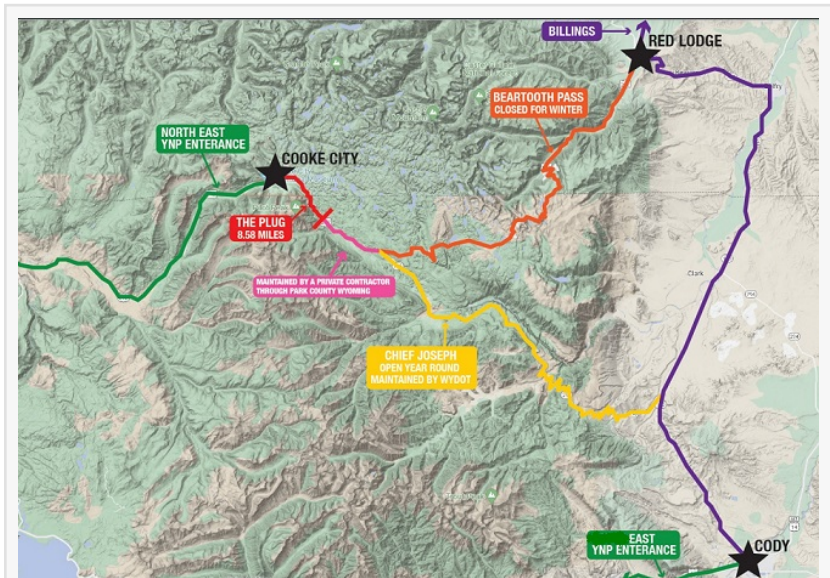 BILLINGS
RED LODGE
BEARTOOTH PASS
CLOSED FOR WINTER
NORTH EAST
YNP ENTERANCE
COOKE CITY
THE PLUG
8.58 MILES
MAINTAINED BY A PRIVATE CONTRACTOR
THROUGH PARK COUNTY WYOMING
Clark
CHIEF JOSEPH
OPEN YEAR ROUND
MAINTAINED BY WYDOT
EAST
YNP ENTERANCE
CODY